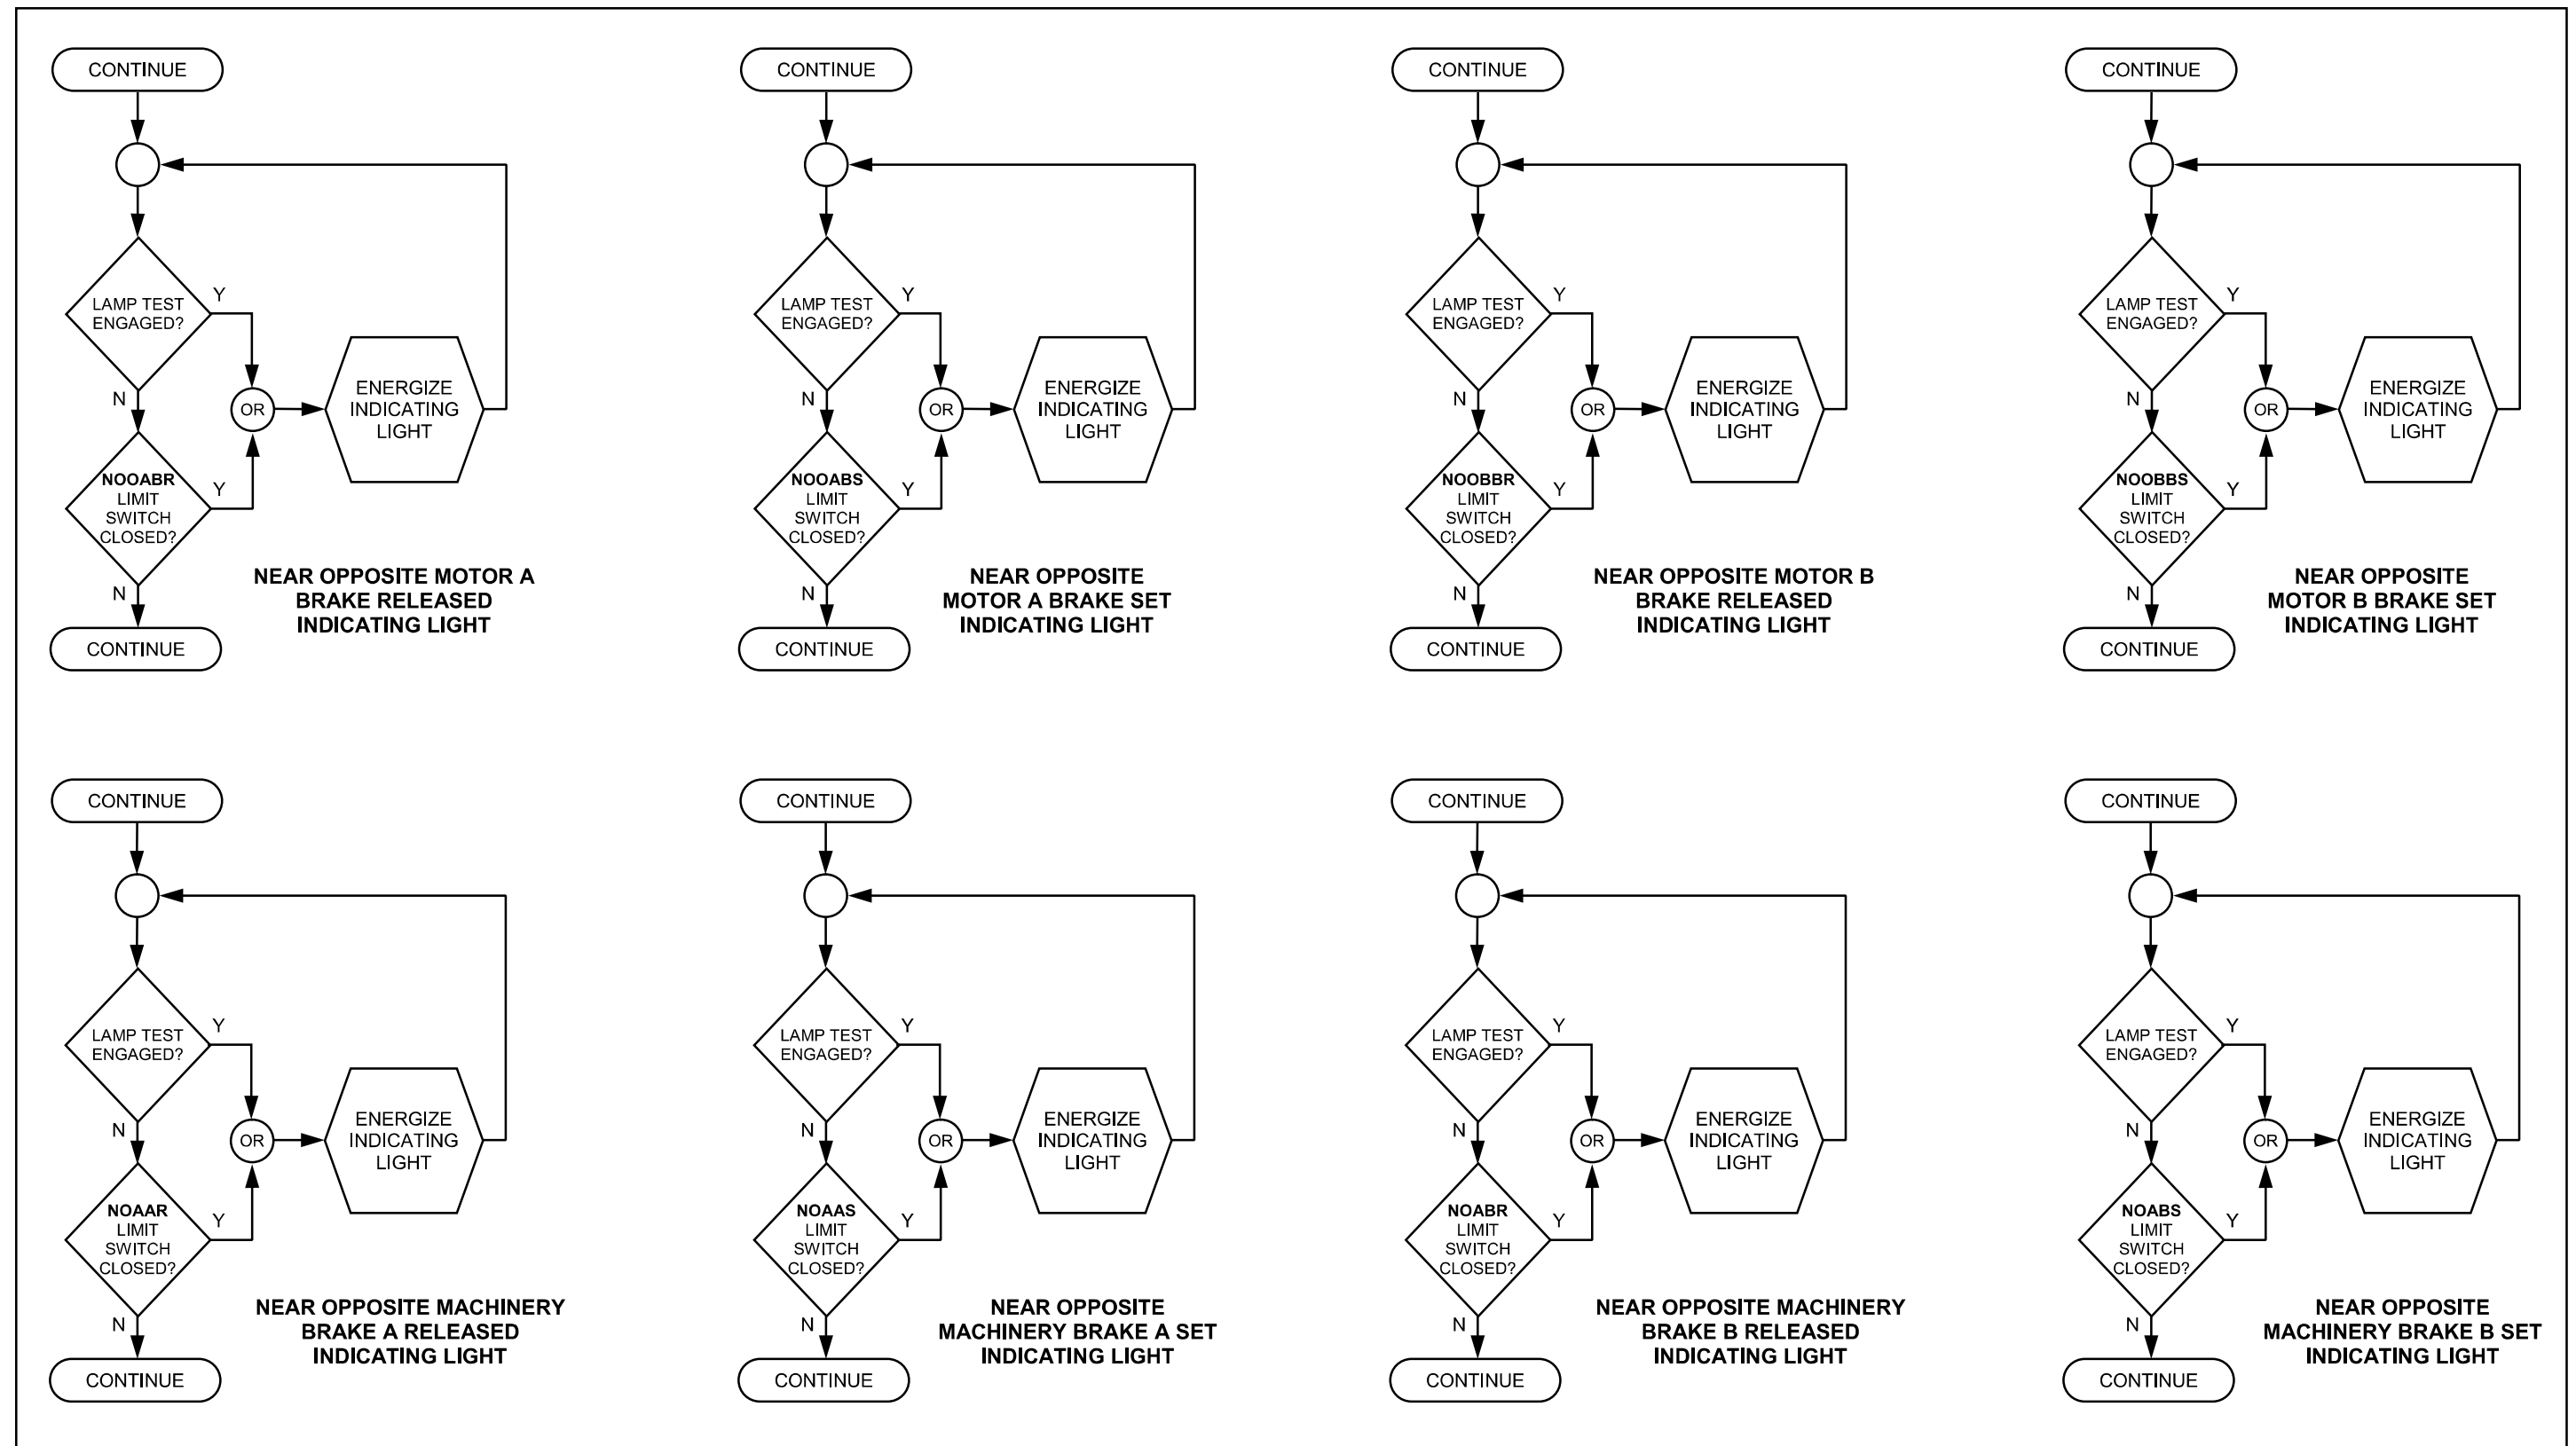 CONTINUE
LAMP TEST
ENGAGED?
Y
N
OR
ENERGIZE
INDICATING
LIGHT
NOOABR
LIMIT
SWITCH
CLOSED?
Y
N
NEAR OPPOSITE MOTOR A
BRAKE RELEASED
INDICATING LIGHT
CONTINUE
CONTINUE
LAMP TEST
ENGAGED?
Y
N
OR
ENERGIZE
INDICATING
LIGHT
NOOABS
LIMIT
SWITCH
CLOSED?
Y
N
NEAR OPPOSITE
MOTOR A BRAKE SET
INDICATING LIGHT
CONTINUE
CONTINUE
LAMP TEST
ENGAGED?
Y
N
OR
ENERGIZE
INDICATING
LIGHT
NOOBBR
LIMIT
SWITCH
CLOSED?
Y
N
NEAR OPPOSITE MOTOR B
BRAKE RELEASED
INDICATING LIGHT
CONTINUE
CONTINUE
LAMP TEST
ENGAGED?
Y
N
OR
ENERGIZE
INDICATING
LIGHT
NOOBBS
LIMIT
SWITCH
CLOSED?
Y
N
NEAR OPPOSITE
MOTOR B BRAKE SET
INDICATING LIGHT
CONTINUE
CONTINUE
LAMP TEST
ENGAGED?
Y
N
OR
ENERGIZE
INDICATING
LIGHT
NOAAR
LIMIT
SWITCH
CLOSED?
Y
N
NEAR OPPOSITE MACHINERY
BRAKE A RELEASED
INDICATING LIGHT
CONTINUE
CONTINUE
LAMP TEST
ENGAGED?
Y
N
OR
ENERGIZE
INDICATING
LIGHT
NOAAS
LIMIT
SWITCH
CLOSED?
Y
N
NEAR OPPOSITE
MACHINERY BRAKE A SET
INDICATING LIGHT
CONTINUE
CONTINUE
LAMP TEST
ENGAGED?
Y
N
OR
ENERGIZE
INDICATING
LIGHT
NOABR
LIMIT
SWITCH
CLOSED?
Y
N
NEAR OPPOSITE MACHINERY
BRAKE B RELEASED
INDICATING LIGHT
CONTINUE
CONTINUE
LAMP TEST
ENGAGED?
Y
N
OR
ENERGIZE
INDICATING
LIGHT
NOABS
LIMIT
SWITCH
CLOSED?
Y
N
NEAR OPPOSITE
MACHINERY BRAKE B SET
INDICATING LIGHT
CONTINUE